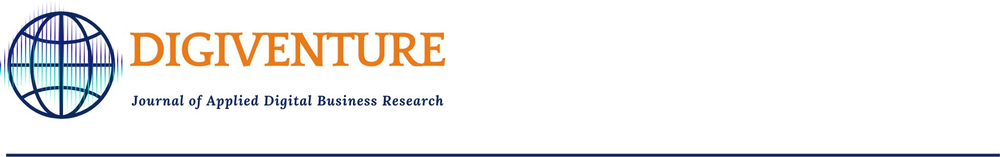 DIGIVENTURE
Journal of Applied Digital Business Research